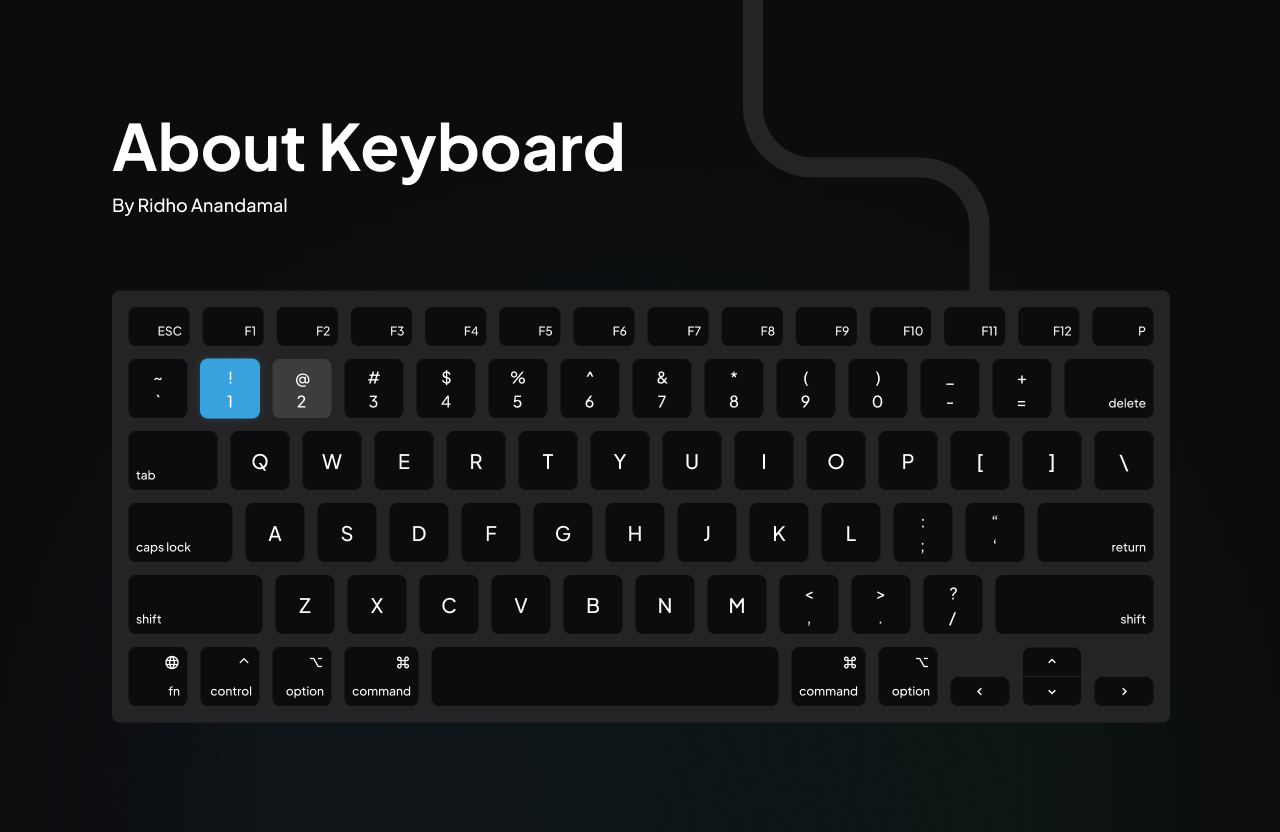 About Keyboard
By Ridho Anandamal
ESC F1 F2 F3 F4 F5 F6 F7 F8 F9 F10 F11 F12 P
~ ! @ # $ % ^ & * ( ) _ +
` 1 2 3 4 5 6 7 8 9 0 - = delete
tab Q W E R T Y U I O P [ ] \
caps lock A S D F G H J K L : ; “ ‘ return
shift Z X C V B N M < , > . ? / shift
fn ^ control ⌥ option ⌘ command ⌘ command ⌥ option < ^ ⌄ >